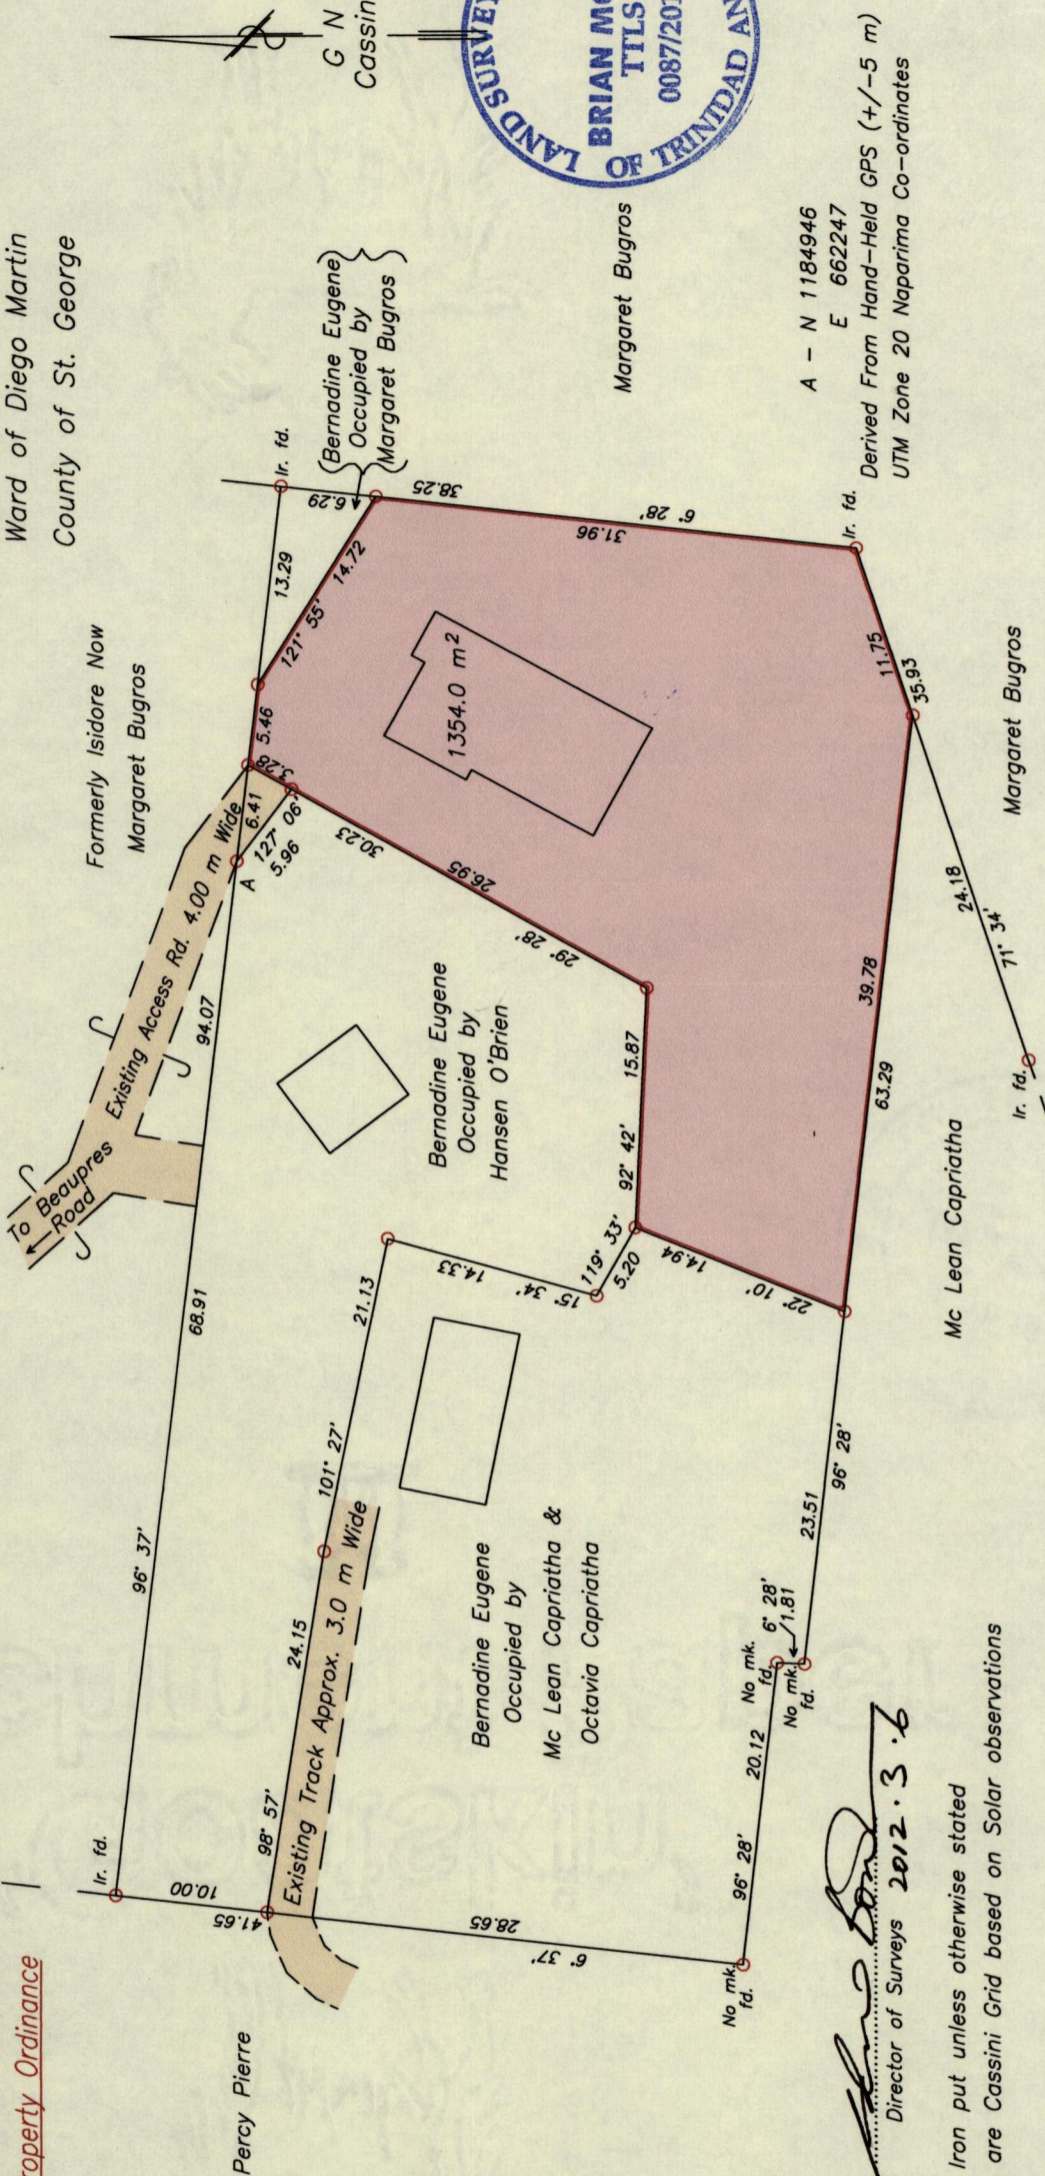 roperty Ordinance
Ward of Diego Martin
County of St. George
G N
Cassin
LAND SURVE
BRIAN MC
TTLS
0087/201
OF TRINIDAD AN
Percy Pierre
Formerly Isidore Now
Margaret Bugros
To Beaupres
Road
Existing Access Rd. 4.00 m Wide
(Bernadine Eugene)
Occupied by
(Margaret Bugros)
Margaret Bugros
Ir. fd.
10.00
41.65
28.65
6° 37'
96° 37'
68.91
94.07
A
6.41
127° 06'
5.96
3.28
5.46
13.29
Ir. fd.
6.29
38.25
121° 55'
14.72
31.96
6° 28'
Ir. fd.
1354.0 m²
30.23
26.95
29° 28'
15.87
92° 42'
119° 33'
5.20
14.94
22° 10'
98° 57'
24.15
101° 27'
21.13
14.33
15° 34'
Existing Track Approx. 3.0 m Wide
Bernadine Eugene
Occupied by
Hansen O'Brien
Bernadine Eugene
Occupied by
Mc Lean Capriatha &
Octavia Capriatha
No mk.
fd.
96° 28'
20.12
No mk.
fd.
6° 28'
1.81
No mk.
fd.
23.51
96° 28'
63.29
39.78
11.75
35.93
24.18
71° 34'
Ir. fd.
Mc Lean Capriatha
Margaret Bugros
A - N 1184946
E 662247
Derived From Hand-Held GPS (+/-5 m)
UTM Zone 20 Naparima Co-ordinates
Director of Surveys 2012.3.6
Iron put unless otherwise stated
are Cassini Grid based on Solar observations